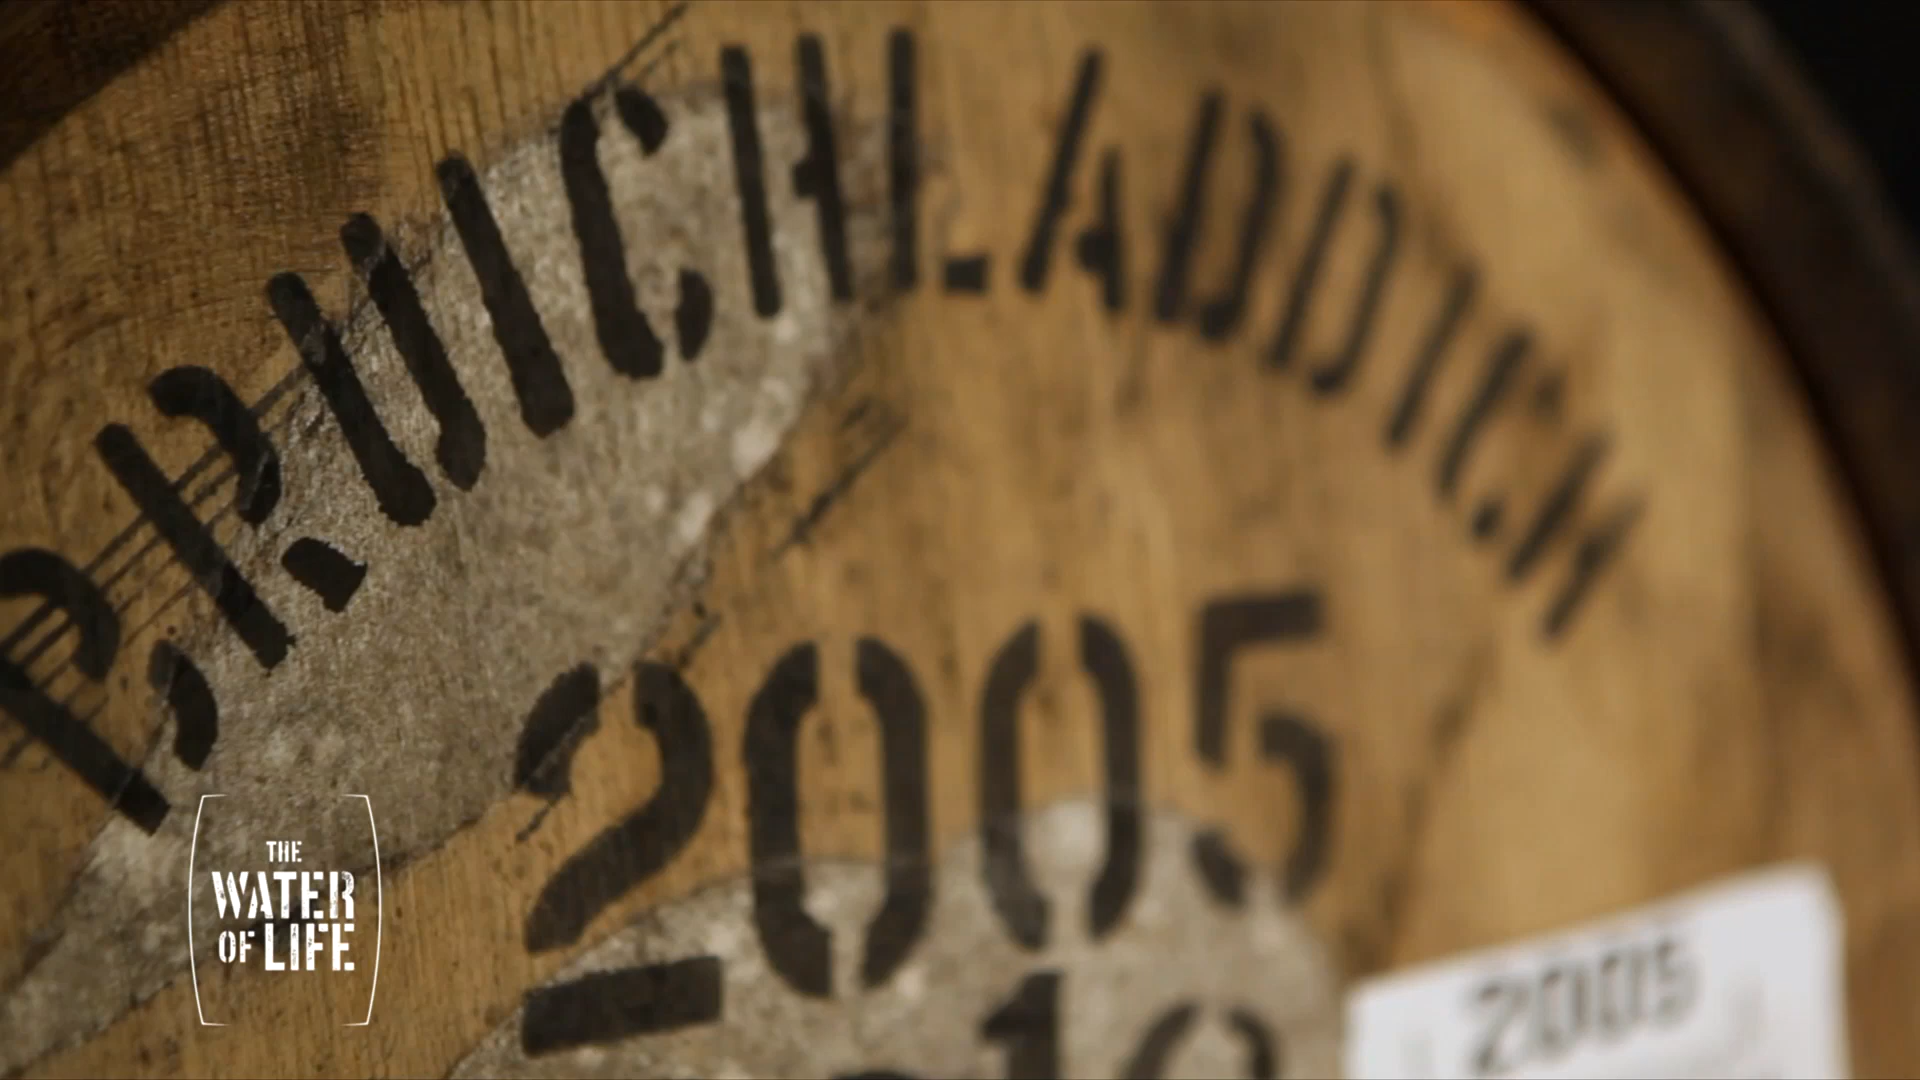 BRUICHLADDICH
2005
2005
THE
WATER
OF LIFE